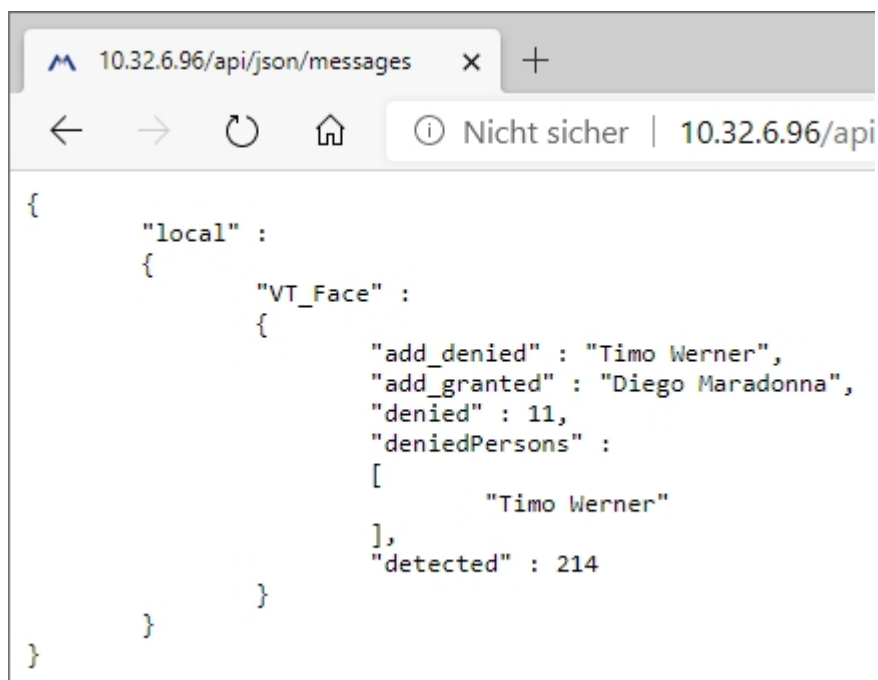 10.32.6.96/api/json/messages
Nicht sicher | 10.32.6.96/api
{
"local" :
{
"VT_Face" :
{
"add_denied" : "Timo Werner",
"add_granted" : "Diego Maradonna",
"denied" : 11,
"deniedPersons" :
[
"Timo Werner"
],
"detected" : 214
}
}
}